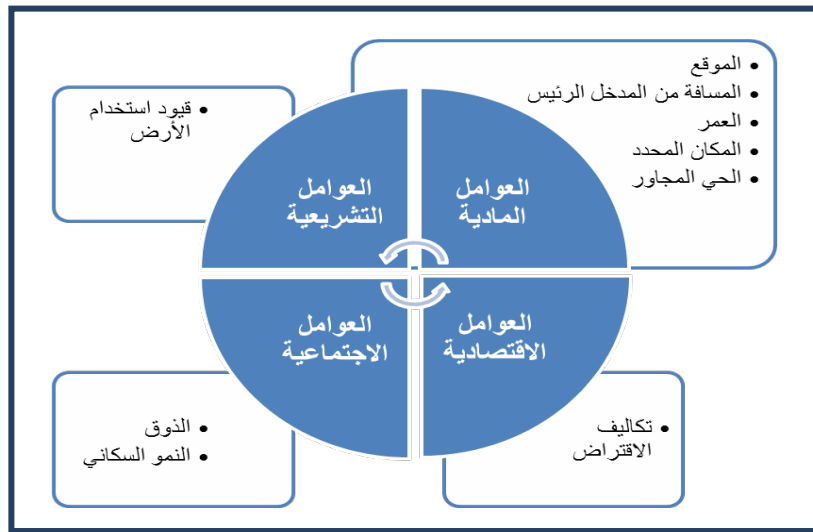 • الموقع
• المسافة من المدخل الرئيس
• العمر
• المكان المحدد
• الحي المجاور
العوامل
المادية
• قيود استخدام
الأرض
العوامل
التشريعية
العوامل
الاقتصادية
• تكاليف
الاقتراض
العوامل
الاجتماعية
• الذوق
• النمو السكاني